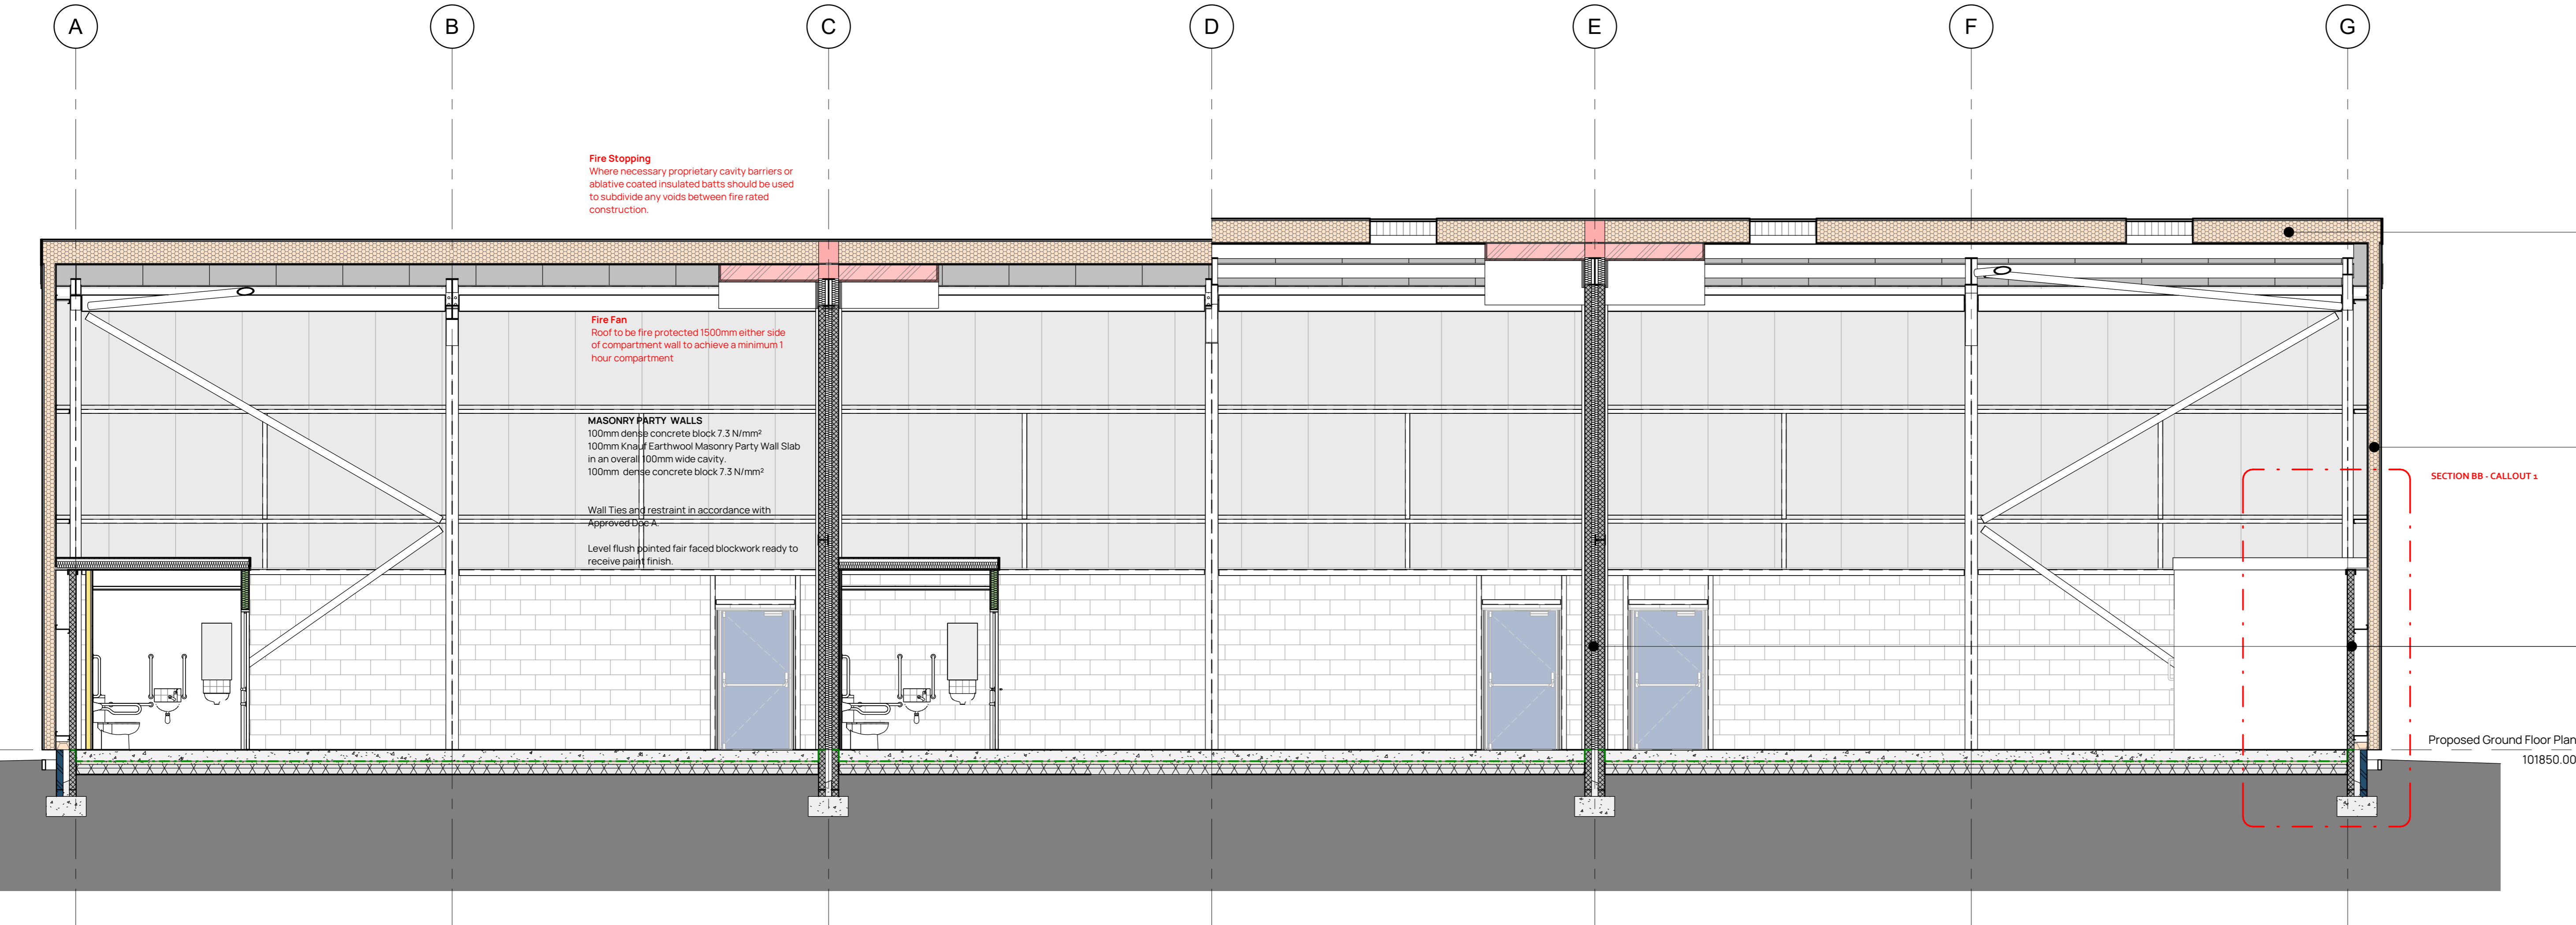 A
B
C
D
E
F
G
Fire Stopping
Where necessary proprietary cavity barriers or
ablative coated insulated batts should be used
to subdivide any voids between fire rated
construction.
Fire Fan
Roof to be fire protected 1500mm either side
of compartment wall to achieve a minimum 1
hour compartment
MASONRY PARTY WALLS
100mm dense concrete block 7.3 N/mm²
100mm Knauf Earthwool Masonry Party Wall Slab
in an overall 100mm wide cavity.
100mm dense concrete block 7.3 N/mm²
Wall Ties and restraint in accordance with
Approved Doc A.
Level flush pointed fair faced blockwork ready to
receive paint finish.
SECTION BB - CALLOUT 1
Proposed Ground Floor Plan
101850.00